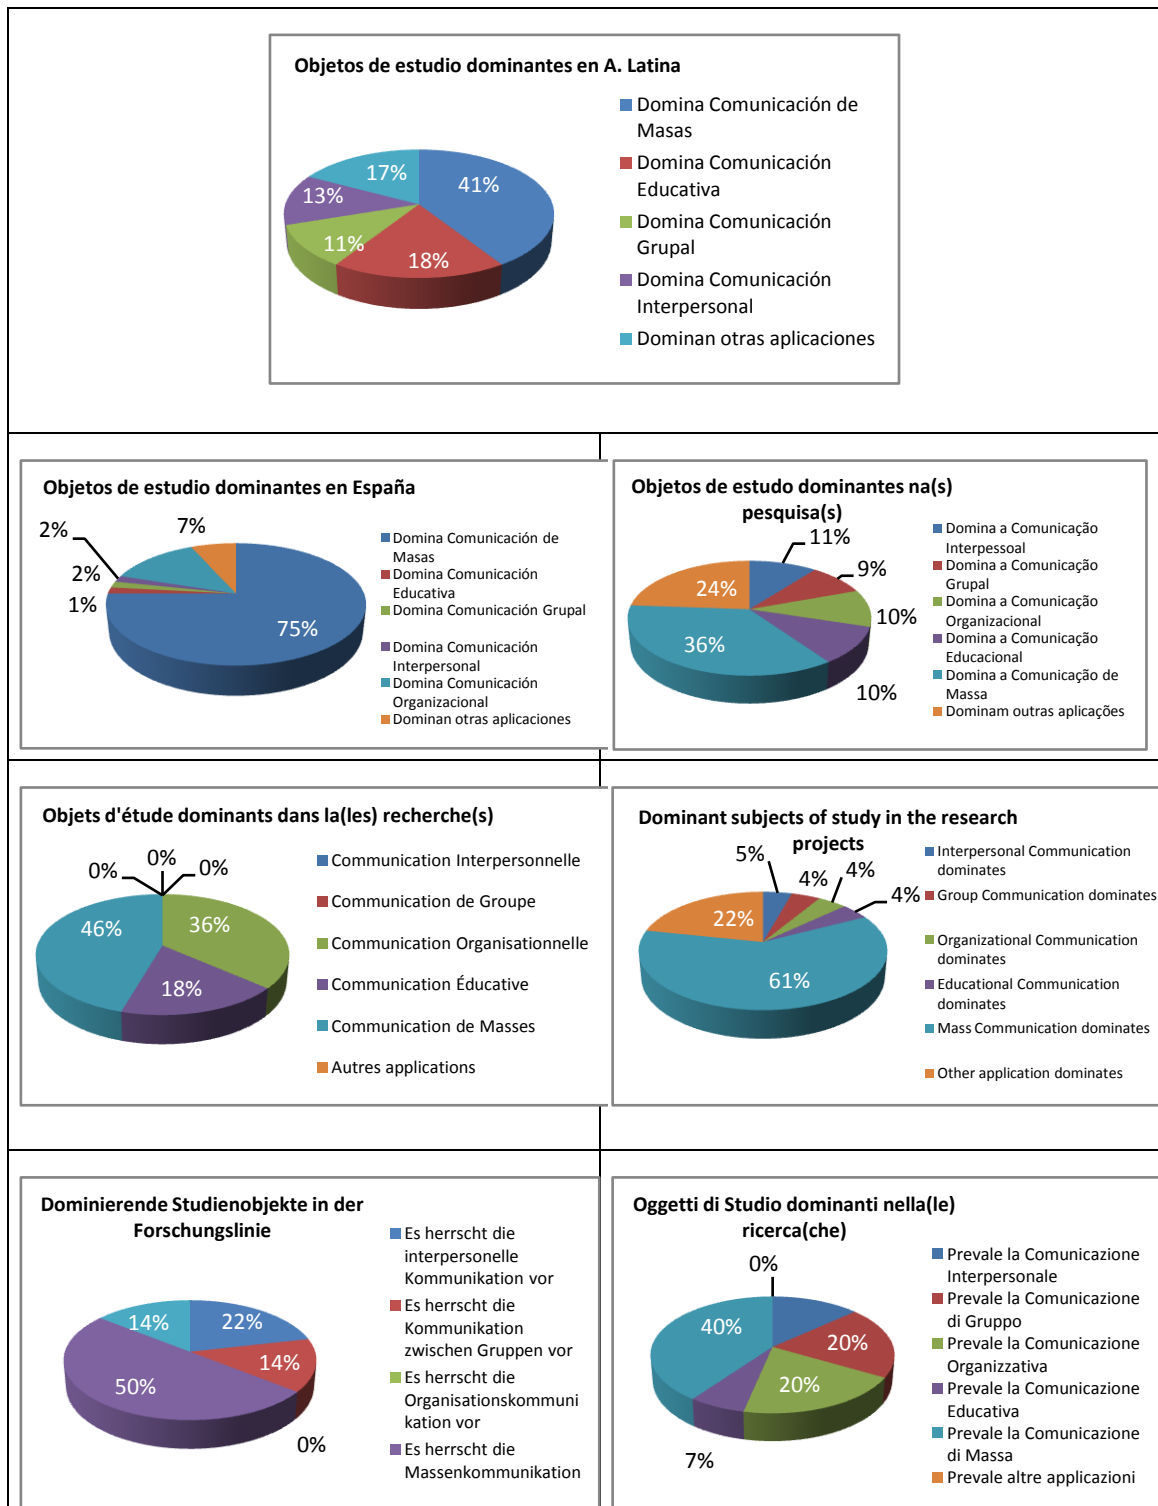 Objetos de estudio dominantes en A. Latina
17%
41%
13%
11%
18%
Domina Comunicación de
Masas
Domina Comunicación
Educativa
Domina Comunicación
Grupal
Domina Comunicación
Interpersonal
Dominan otras aplicaciones
Objetos de estudio dominantes en España
2%
7%
2%
1%
75%
Domina Comunicación de
Masas
Domina Comunicación
Educativa
Domina Comunicación Grupal
Domina Comunicación
Interpersonal
Domina Comunicación
Organizacional
Dominan otras aplicaciones
Objetos de estudo dominantes na(s)
pesquisa(s)
11%
9%
24%
10%
36%
10%
Domina a Comunicação
Interpessoal
Domina a Comunicação
Grupal
Domina a Comunicação
Organizacional
Domina a Comunicação
Educacional
Domina a Comunicação de
Massa
Dominam outras aplicações
Objets d'étude dominants dans la(les) recherche(s)
0%
0%
0%
46%
36%
18%
Communication Interpersonnelle
Communication de Groupe
Communication Organisationnelle
Communication Éducative
Communication de Masses
Autres applications
Dominant subjects of study in the research
projects
5%
4%
4%
4%
22%
61%
Interpersonal Communication
dominates
Group Communication dominates
Organizational Communication
dominates
Educational Communication
dominates
Mass Communication dominates
Other application dominates
Dominierende Studienobjekte in der
Forschungslinie
14%
22%
14%
50%
0%
Es herrscht die
interpersonelle
Kommunikation vor
Es herrscht die
Kommunikation
zwischen Gruppen vor
Es herrscht die
Organisationskommuni
kation vor
Es herrscht die
Massenkommunikation
Oggetti di Studio dominanti nella(le)
ricerca(che)
0%
40%
20%
20%
7%
Prevale la Comunicazione
Interpersonale
Prevale la Comunicazione
di Gruppo
Prevale la Comunicazione
Organizzativa
Prevale la Comunicazione
Educativa
Prevale la Comunicazione
di Massa
Prevale altre applicazioni